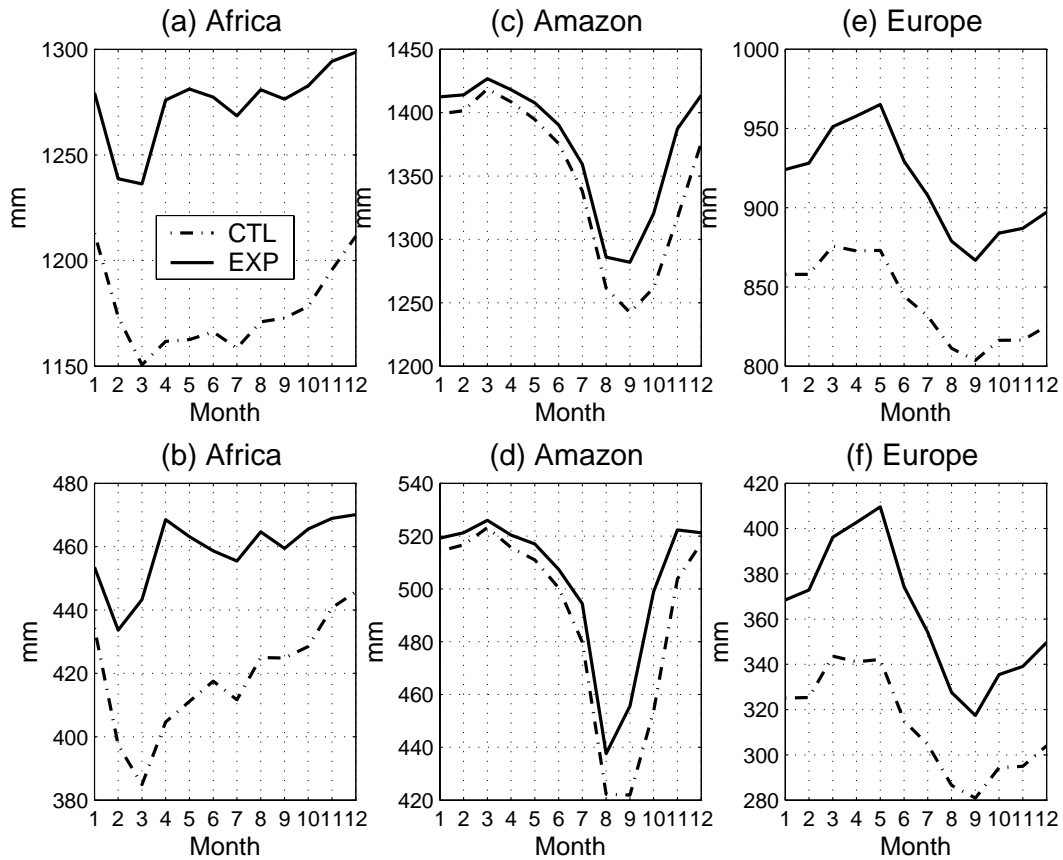 (a) Africa
1300
1250
1200
1150
mm
CTL
EXP
1 2 3 4 5 6 7 8 9 10 11 12
Month
(c) Amazon
1450
1400
1350
1300
1250
1200
mm
1 2 3 4 5 6 7 8 9 10 11 12
Month
(e) Europe
1000
950
900
850
800
mm
1 2 3 4 5 6 7 8 9 10 11 12
Month
(b) Africa
480
460
440
420
400
380
mm
1 2 3 4 5 6 7 8 9 10 11 12
Month
(d) Amazon
540
520
500
480
460
440
420
mm
1 2 3 4 5 6 7 8 9 10 11 12
Month
(f) Europe
420
400
380
360
340
320
300
280
mm
1 2 3 4 5 6 7 8 9 10 11 12
Month